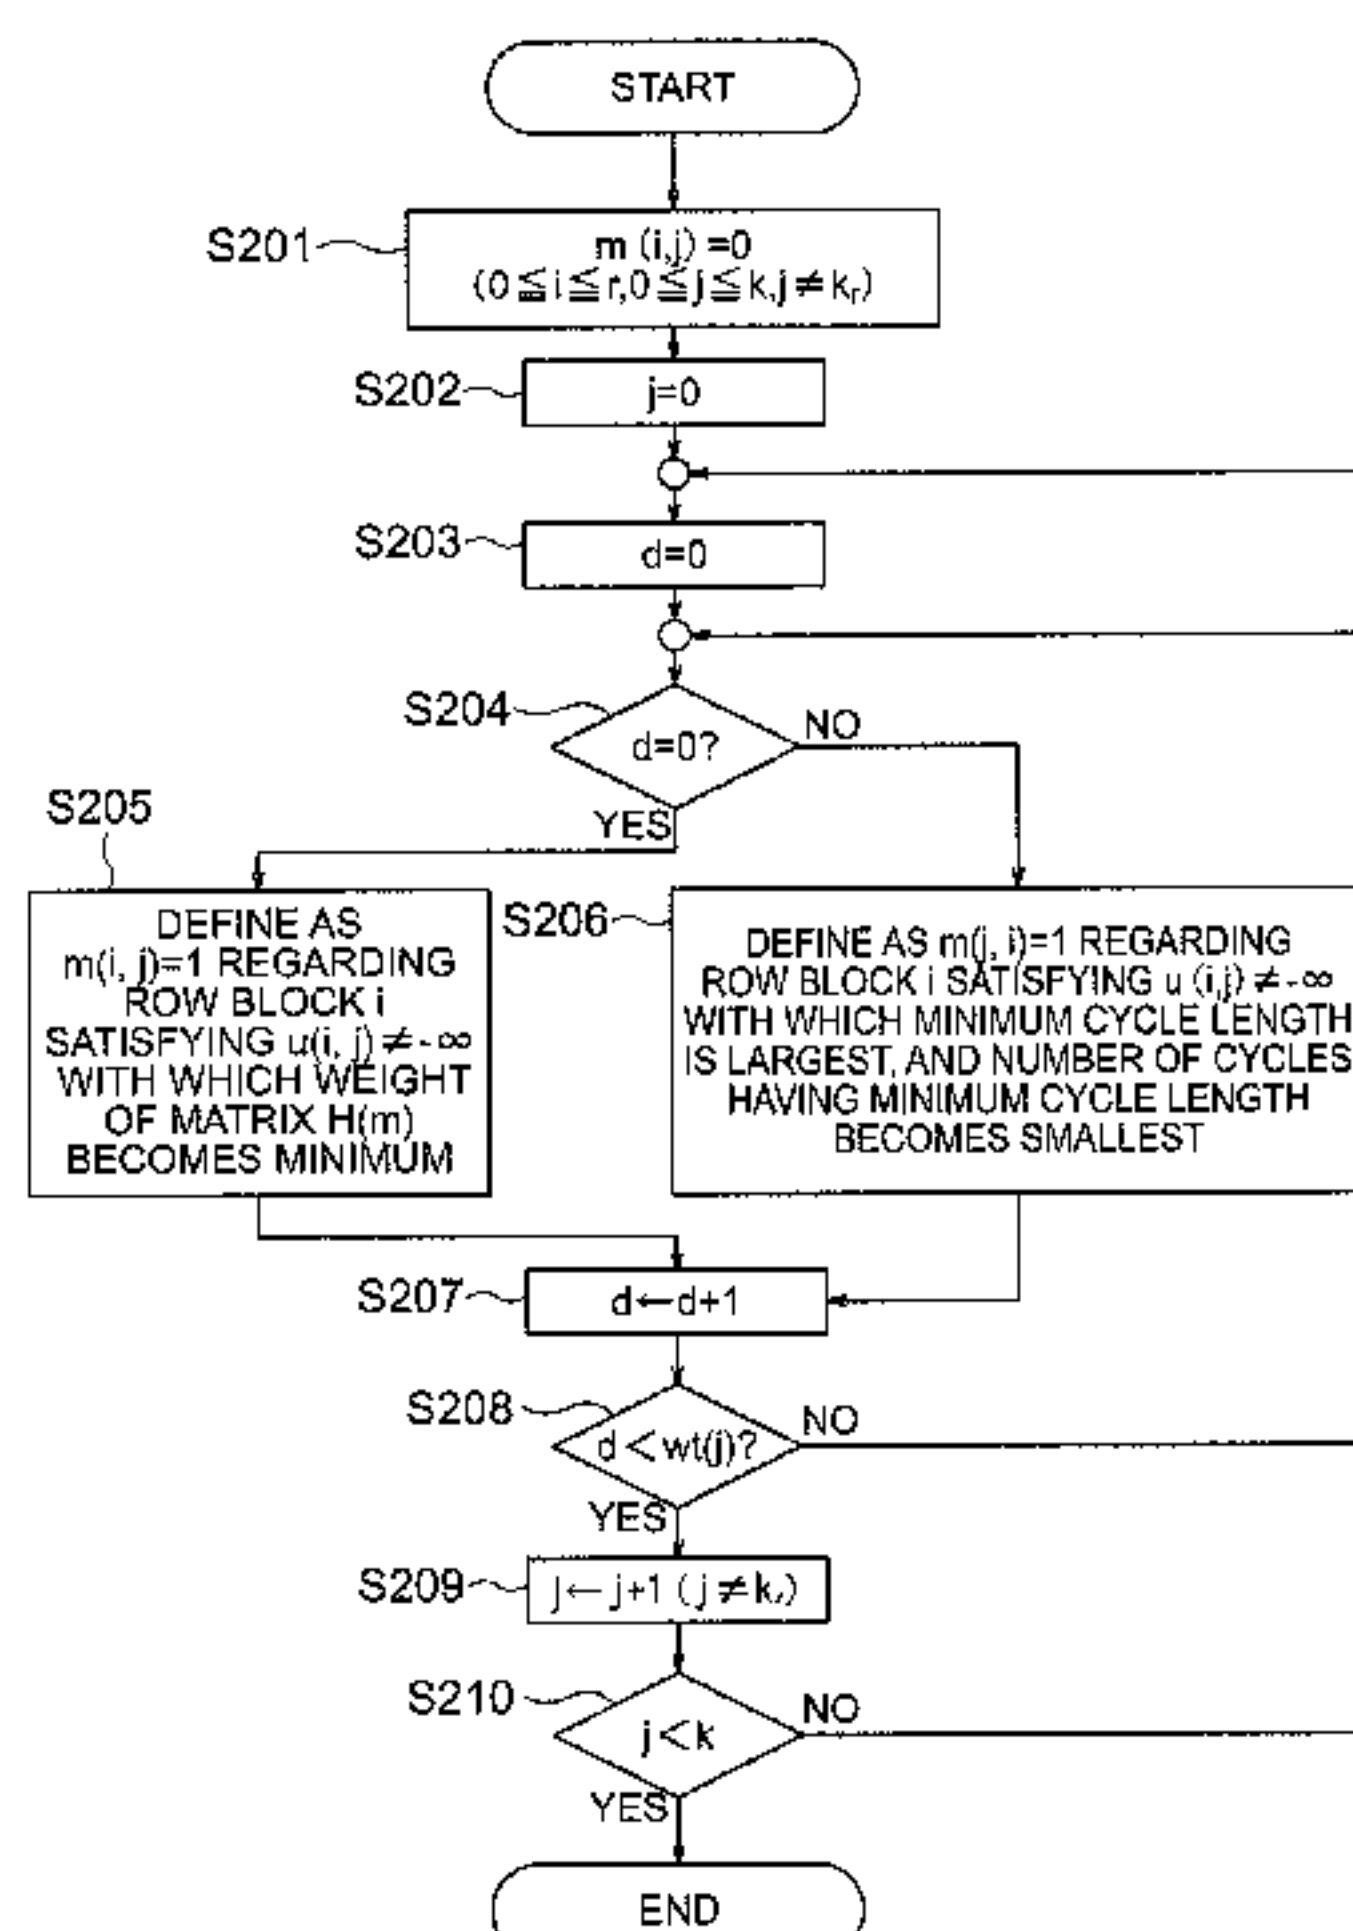 START
S201
m (i,j) =0
(0≦i≦r,0≦j≦k,j≠kᵣ)
S202
j=0
S203
d=0
S204
d=0?
NO
YES
S205
DEFINE AS
m(i, j)=1 REGARDING
ROW BLOCK i
SATISFYING u(i, j)≠-∞
WITH WHICH WEIGHT
OF MATRIX H(m)
BECOMES MINIMUM
S206
DEFINE AS m(j, i)=1 REGARDING
ROW BLOCK i SATISFYING u (i,j)≠-∞
WITH WHICH MINIMUM CYCLE LENGTH
IS LARGEST, AND NUMBER OF CYCLES
HAVING MINIMUM CYCLE LENGTH
BECOMES SMALLEST
S207
d←d+1
S208
d<wt(j)?
NO
YES
S209
j←j+1 (j≠kᵣ)
S210
j<k
NO
YES
END